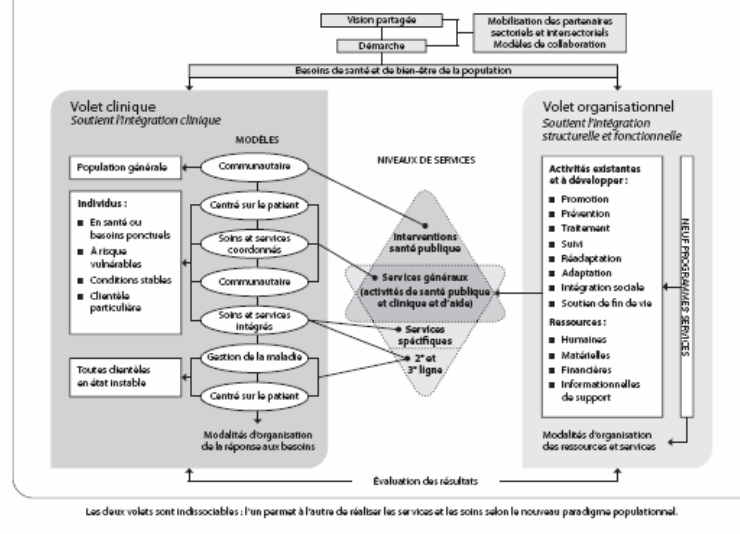 Vision partagée
Démarche
Mobilisation des partenaires
sectoriels et intersectoriels
Modèles de collaboration
Besoins de santé et de bien-être de la population
Volet clinique
Soutient l'intégration clinique
MODÈLES
Population générale
Communautaire
Individus :
■ En santé ou
besoins ponctuels
■ À risque
vulnérables
■ Conditions stables
■ Clientèle
particulière
Centré sur le patient
Soins et services
coordonnés
Communautaire
Soins et services
intégrés
Toutes clientèles
en état instable
Gestion de la maladie
Centré sur le patient
Modalités d'organisation
de la réponse aux besoins
NIVEAUX DE SERVICES
Interventions
santé publique
Services généraux
(activités de santé publique
et clinique et d'aide)
Services
spécifiques
2e et
3e ligne
Volet organisationnel
Soutient l'intégration
structurelle et fonctionnelle
Activités existantes
et à développer :
■ Promotion
■ Prévention
■ Traitement
■ Suivi
■ Réadaptation
■ Adaptation
■ Intégration sociale
■ Soutien de fin de vie
Ressources :
■ Humaines
■ Matérielles
■ Financières
■ Informationnelles
de support
NEUF PROGRAMMES SERVICES
Modalités d'organisation
des ressources et services
Évaluation des résultats
Les deux volets sont indissociables : l'un permet à l'autre de réaliser les services et les soins selon le nouveau paradigme populationnel.